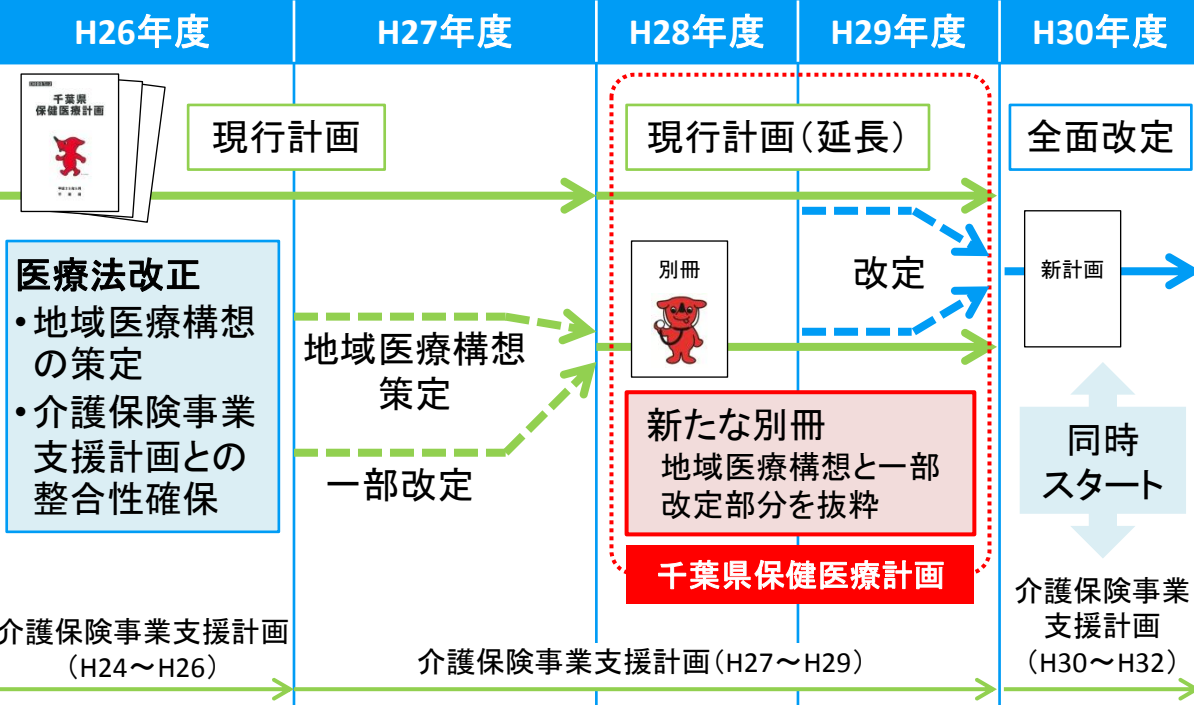 H26年度
H27年度
H28年度
H29年度
H30年度
千葉県
保健医療計画
現行計画
現行計画(延長)
全面改定
医療法改正
・地域医療構想
の策定
・介護保険事業
支援計画との
整合性確保
地域医療構想
策定
一部改定
別冊
改定
新計画
新たな別冊
地域医療構想と一部
改定部分を抜粋
千葉県保健医療計画
同時
スタート
介護保険事業支援計画
(H24～H26)
介護保険事業支援計画(H27～H29)
介護保険事業
支援計画
(H30～H32)